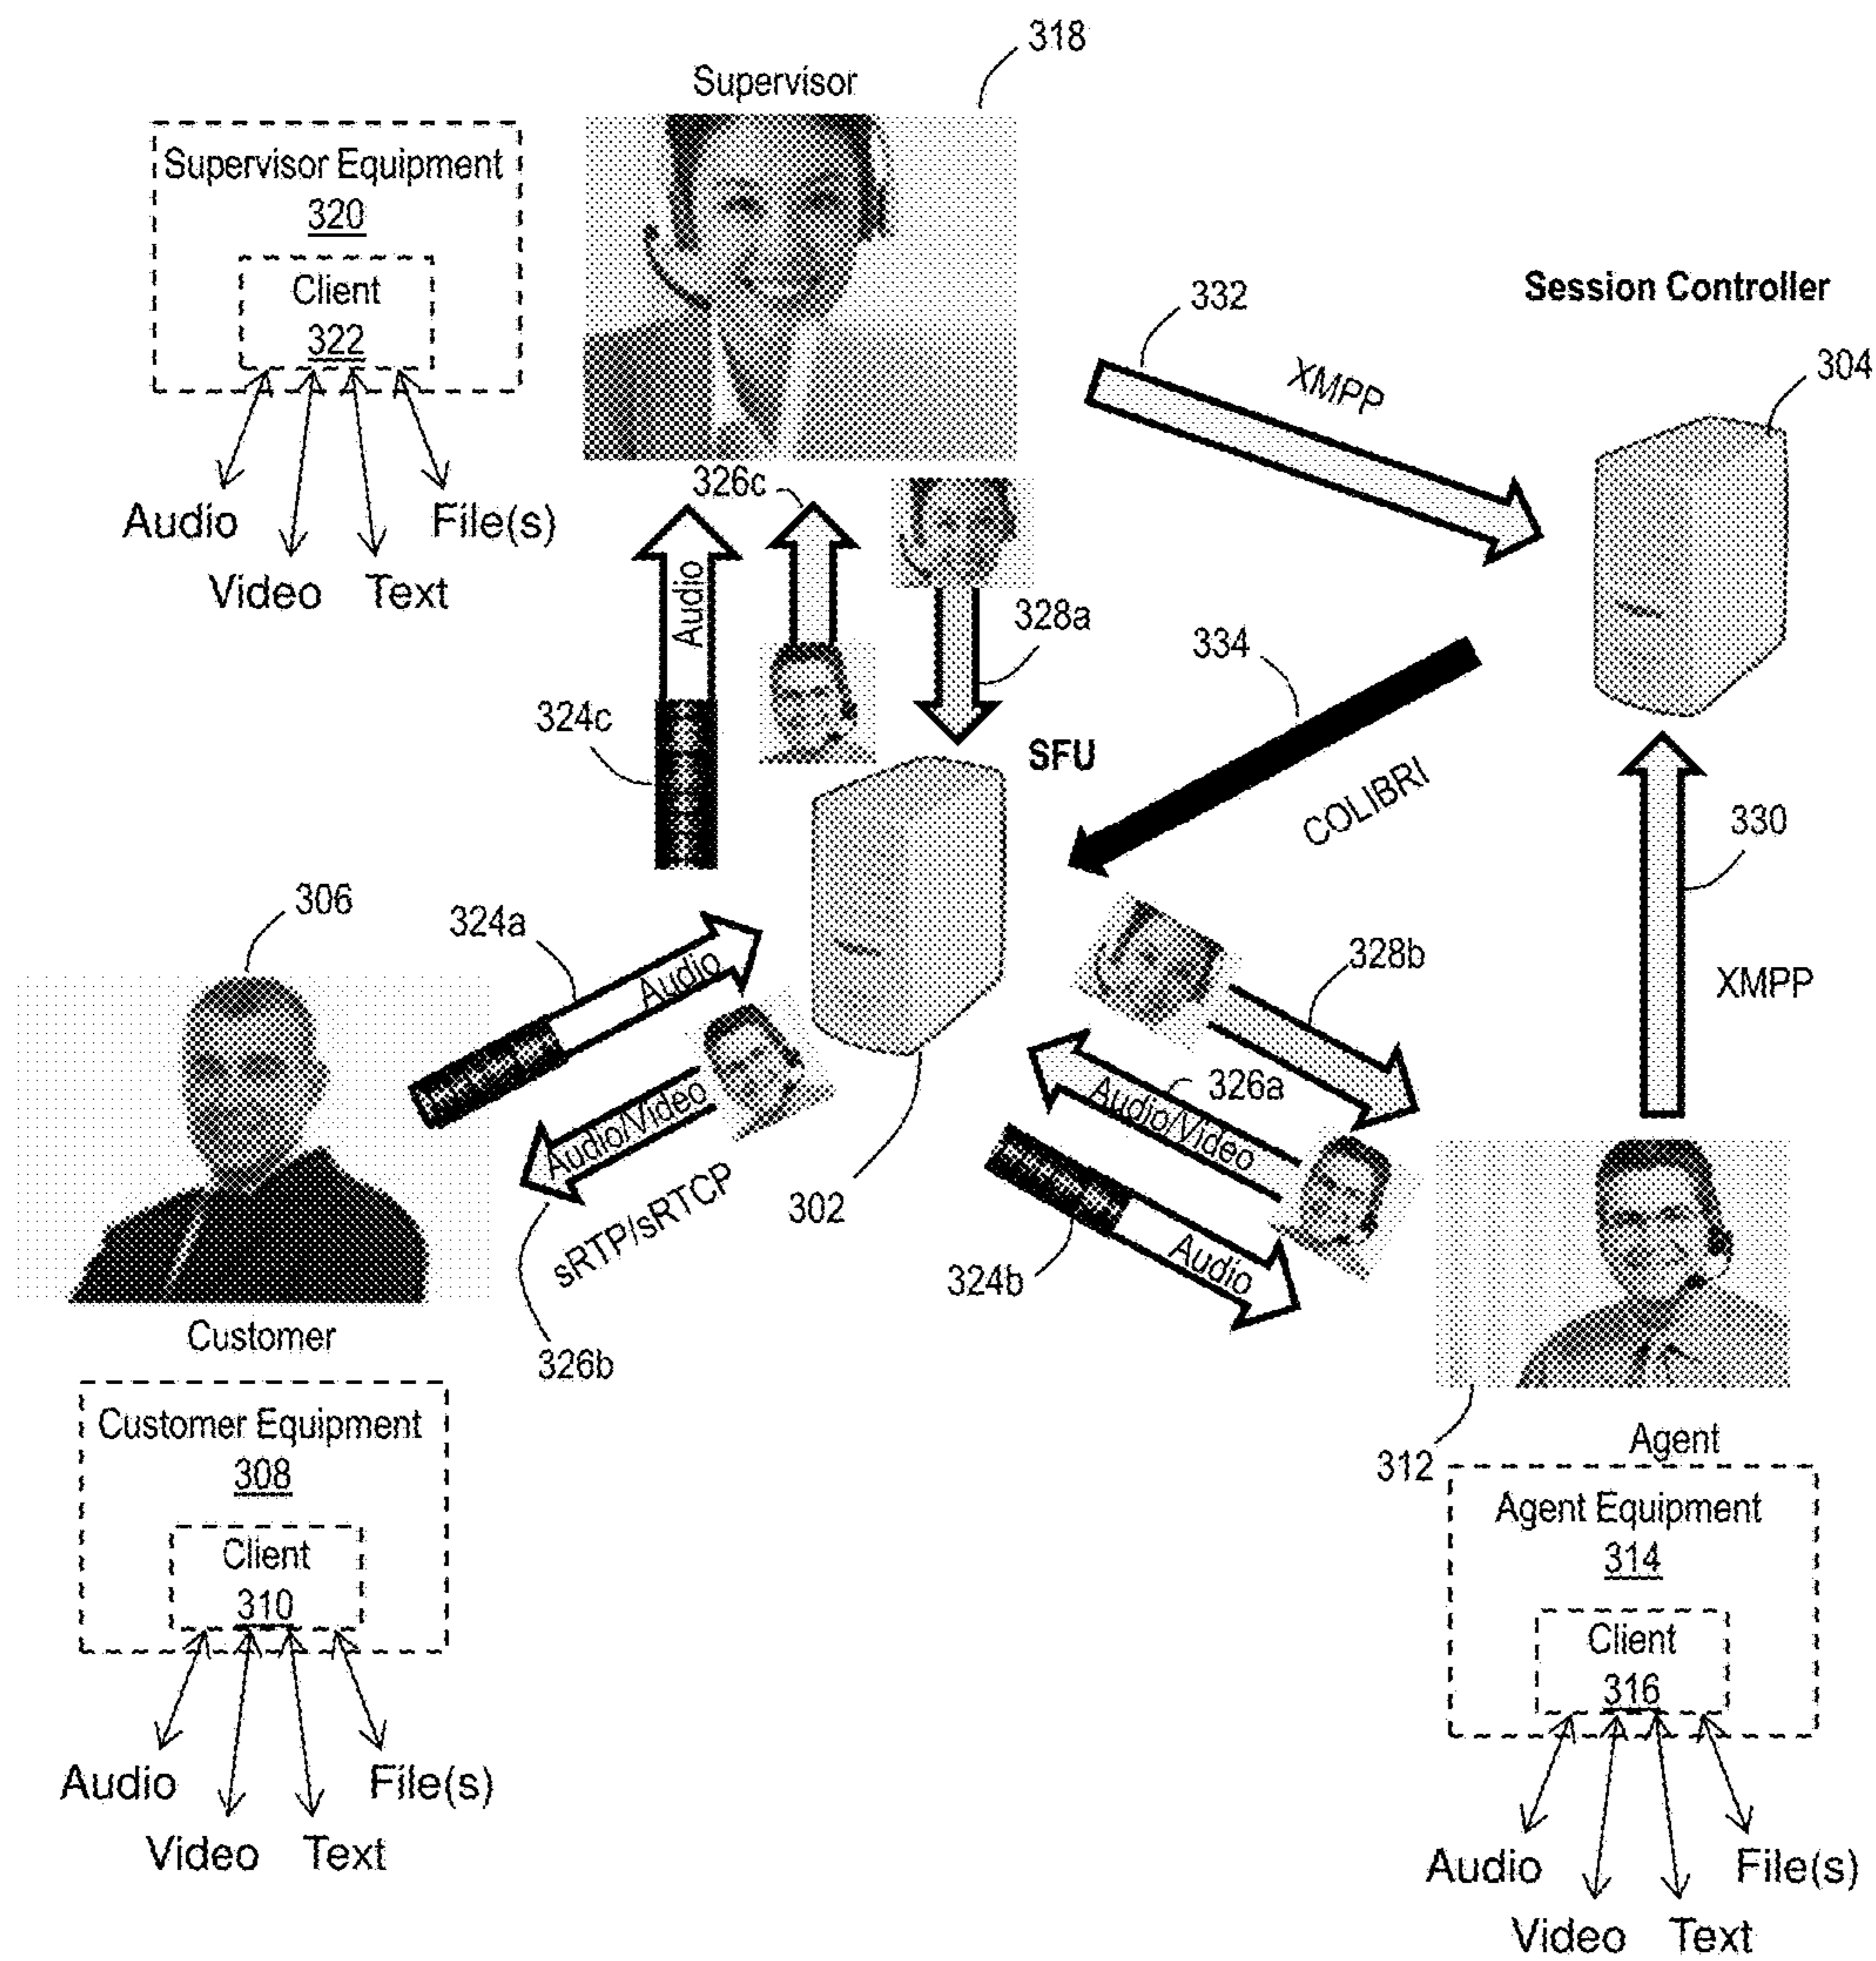 318
Supervisor
Supervisor Equipment
320
Client
322
Audio
Video
Text
File(s)
332
XMPP
Session Controller
304
326c
Audio
328a
324c
SFU
334
COLIBRI
330
XMPP
306
324a
Audio
328b
326a
Audio/Video
Audio/Video
sRTP/sRTCP
302
324b
Audio
326b
Customer
Customer Equipment
308
Client
310
Audio
Video
Text
File(s)
312
Agent
Agent Equipment
314
Client
316
Audio
Video
Text
File(s)